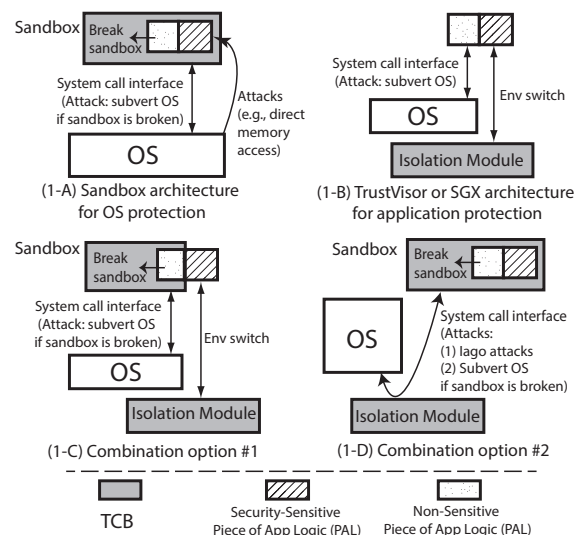 Sandbox
Break
sandbox
System call interface
(Attack: subvert OS
if sandbox is broken)
Attacks
(e.g., direct
memory
access)
OS
(1-A) Sandbox architecture
for OS protection
System call interface
(Attack: subvert OS)
Env switch
OS
Isolation Module
(1-B) TrustVisor or SGX architecture
for application protection
Sandbox
Break
sandbox
System call interface
(Attack: subvert OS
if sandbox is broken)
Env switch
OS
Isolation Module
(1-C) Combination option #1
Sandbox
Break
sandbox
OS
System call interface
(Attacks:
(1) Iago attacks
(2) Subvert OS
if sandbox is broken)
Isolation Module
(1-D) Combination option #2
TCB
Security-Sensitive
Piece of App Logic (PAL)
Non-Sensitive
Piece of App Logic (PAL)